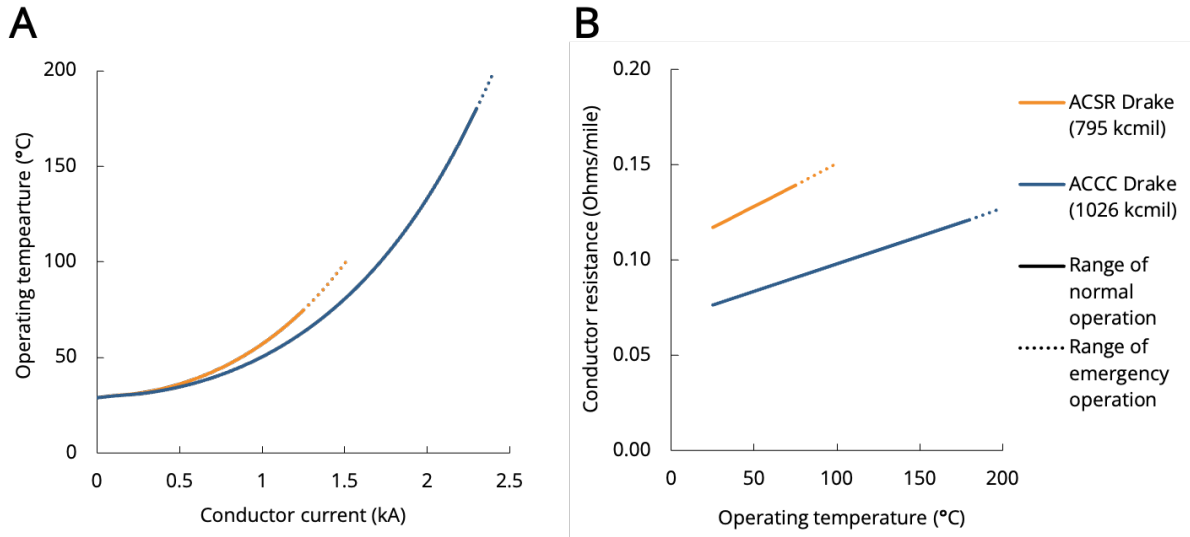 A
200
150
100
50
0
0
0.5
1
1.5
2
2.5
Operating tempearture (°C)
Conductor current (kA)
B
0.20
0.15
0.10
0.05
0.00
0
50
100
150
200
Conductor resistance (Ohms/mile)
Operating temperature (°C)
ACSR Drake
(795 kcmil)
ACCC Drake
(1026 kcmil)
Range of
normal
operation
Range of
emergency
operation